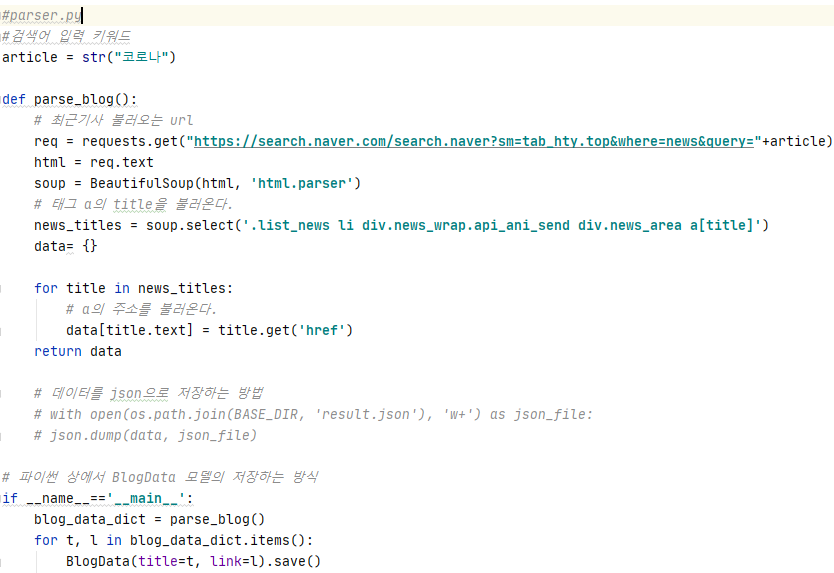 #parser.py
#검색어 입력 키워드
article = str("코로나")
def parse_blog():
# 최근기사 불러오는 url
req = requests.get("https://search.naver.com/search.naver?sm=tab_hty.top&where=news&query="+article)
html = req.text
soup = BeautifulSoup(html, 'html.parser')
# 태그 a의 title을 불러온다.
news_titles = soup.select('.list_news li div.news_wrap.api_ani_send div.news_area a[title]')
data= {}
for title in news_titles:
# a의 주소를 불러온다.
data[title.text] = title.get('href')
return data
# 데이터를 json으로 저장하는 방법
# with open(os.path.join(BASE_DIR, 'result.json'), 'w+') as json_file:
# json.dump(data, json_file)
# 파이썬 상에서 BlogData 모델의 저장하는 방식
if __name__=='__main__':
blog_data_dict = parse_blog()
for t, l in blog_data_dict.items():
BlogData(title=t, link=l).save()